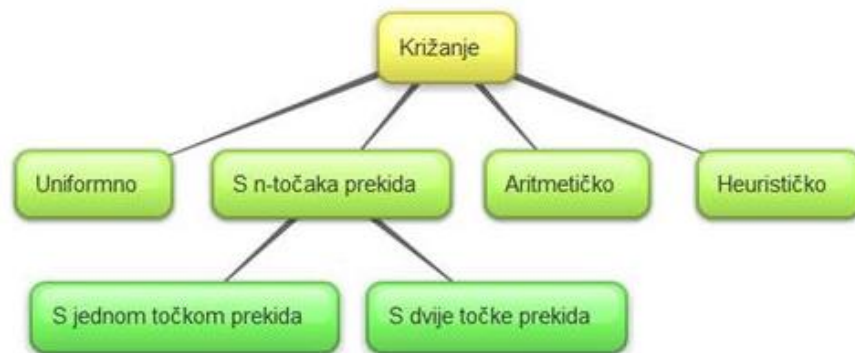 Križanje
Uniformno
S n-točaka prekida
Aritmetičko
Heurističko
S jednom točkom prekida
S dvije točke prekida